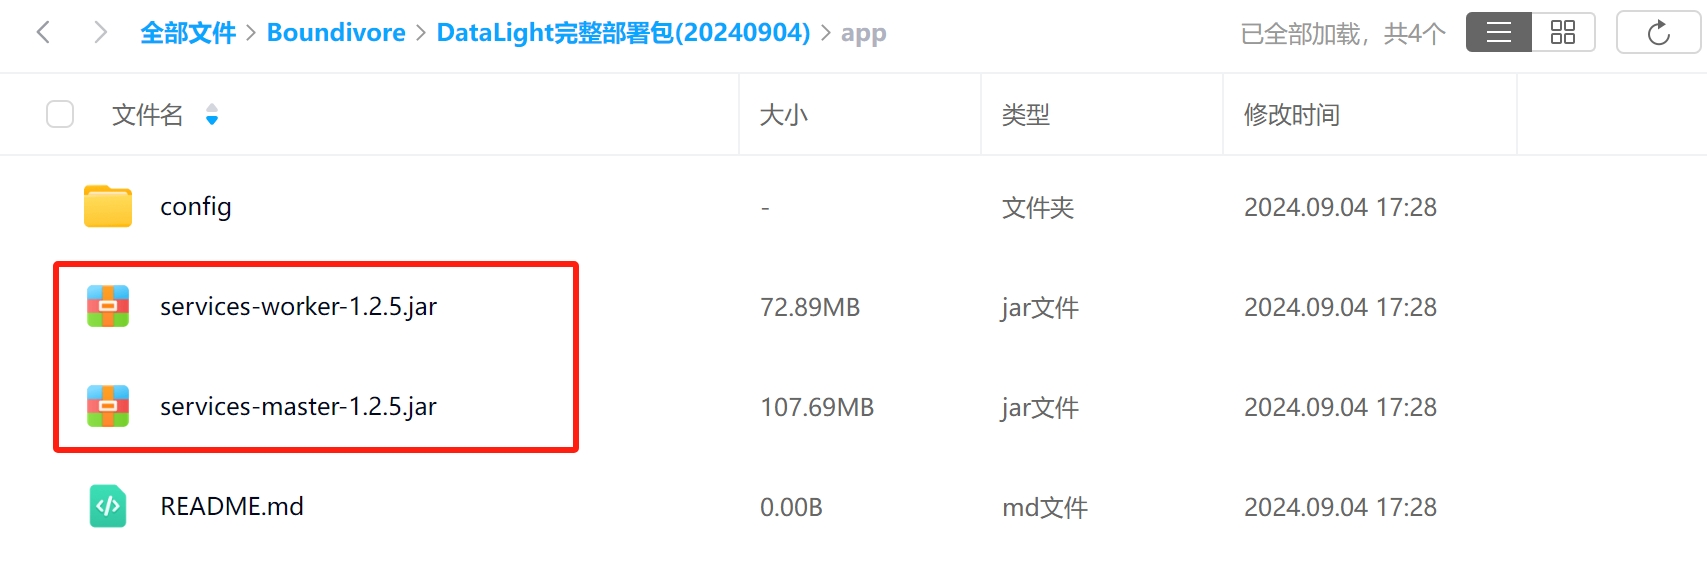 全部文件 > Boundivore > DataLight完整部署包(20240904) > app 已全部加载，共4个
文件名 大小 类型 修改时间
config - 文件夹 2024.09.04 17:28
services-worker-1.2.5.jar 72.89MB jar文件 2024.09.04 17:28
services-master-1.2.5.jar 107.69MB jar文件 2024.09.04 17:28
README.md 0.00B md文件 2024.09.04 17:28